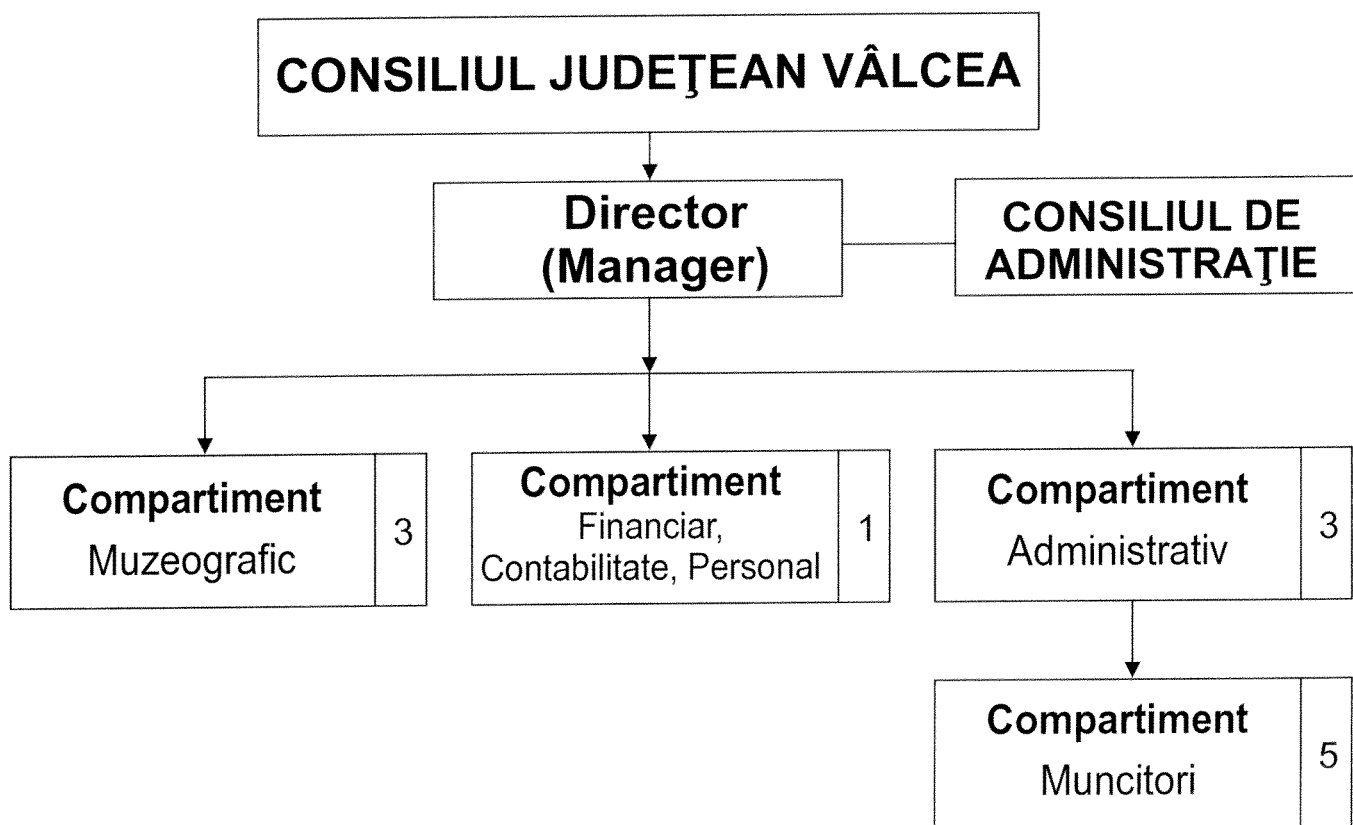 CONSILIUL JUDEŢEAN VÂLCEA
Director
(Manager)
CONSILIUL DE
ADMINISTRAŢIE
Compartiment
Muzeografic
3
Compartiment
Financiar,
Contabilitate, Personal
1
Compartiment
Administrativ
3
Compartiment
Muncitori
5